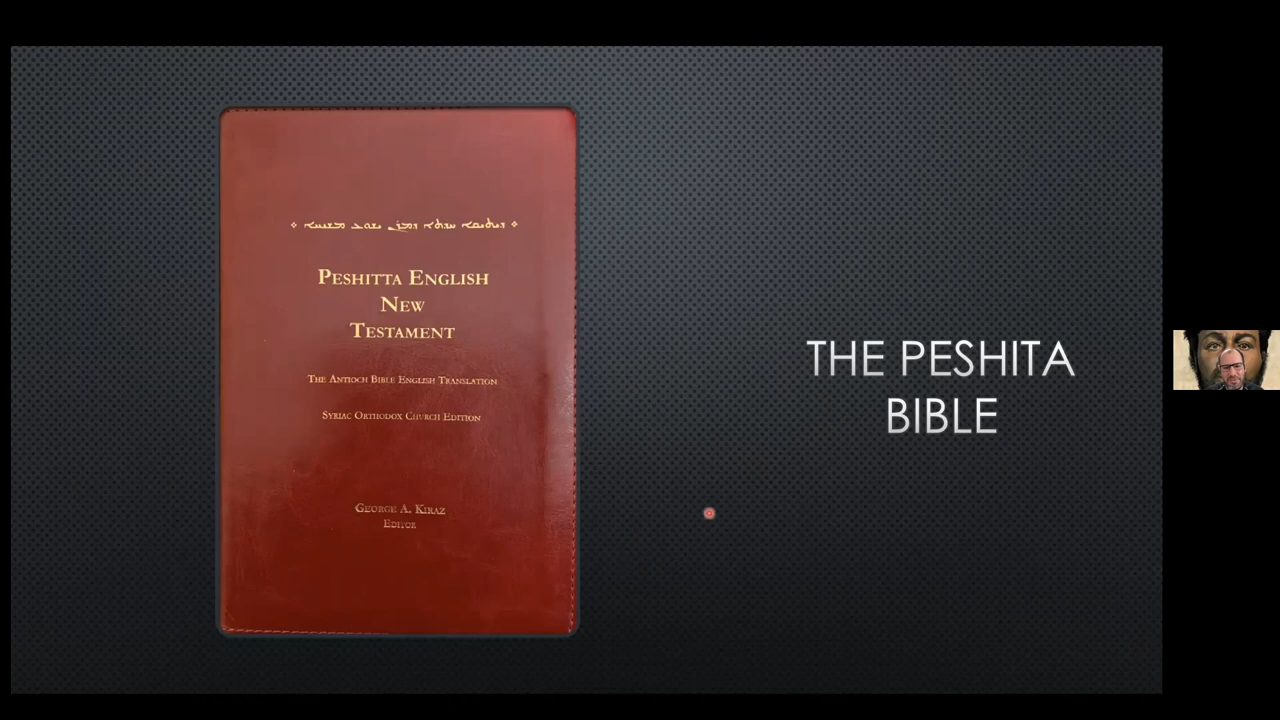 PESHITTA ENGLISH
NEW
TESTAMENT
THE ANTIOCH BIBLE ENGLISH TRANSLATION
SYRIAC ORTHODOX CHURCH EDITION
GEORGE A. KIRAZ
EDITOR
THE PESHITA
BIBLE